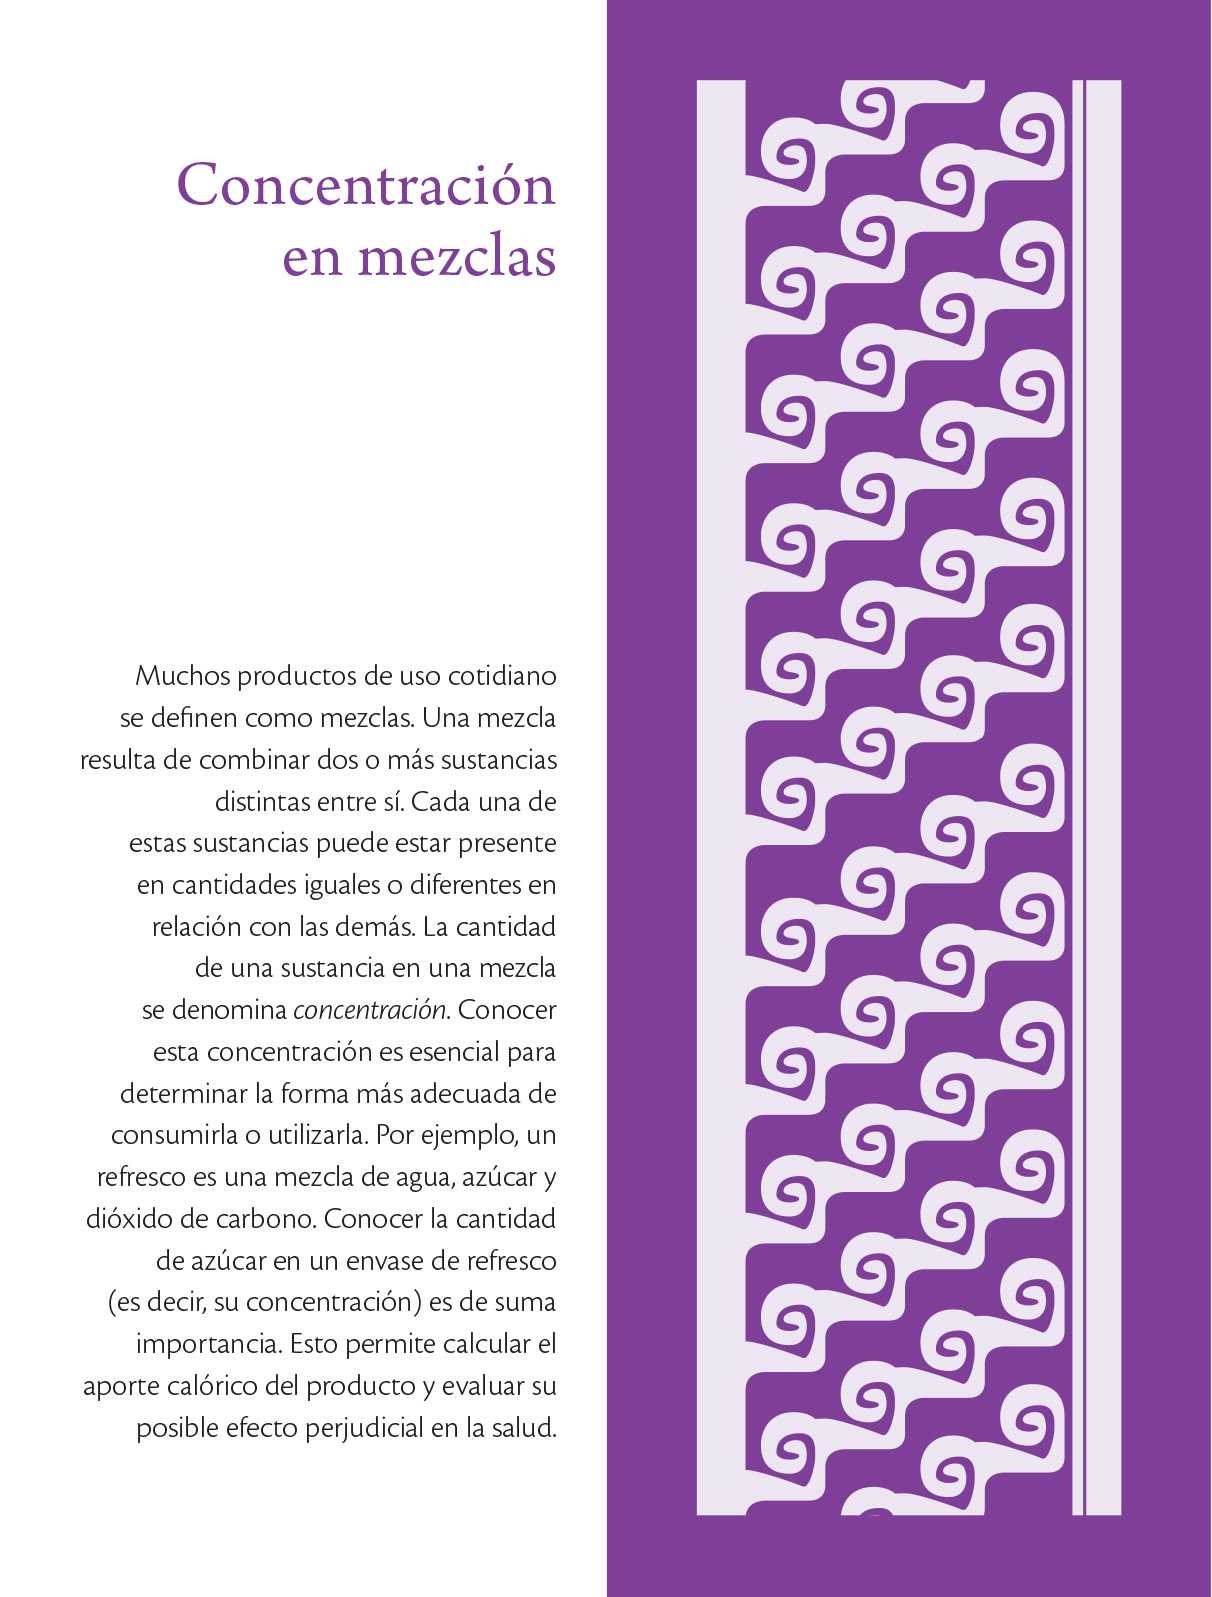 Concentración
en mezclas
Muchos productos de uso cotidiano
se definen como mezclas. Una mezcla
resulta de combinar dos o más sustancias
distintas entre sí. Cada una de
estas sustancias puede estar presente
en cantidades iguales o diferentes en
relación con las demás. La cantidad
de una sustancia en una mezcla
se denomina concentración. Conocer
esta concentración es esencial para
determinar la forma más adecuada de
consumirla o utilizarla. Por ejemplo, un
refresco es una mezcla de agua, azúcar y
dióxido de carbono. Conocer la cantidad
de azúcar en un envase de refresco
(es decir, su concentración) es de suma
importancia. Esto permite calcular el
aporte calórico del producto y evaluar su
posible efecto perjudicial en la salud.